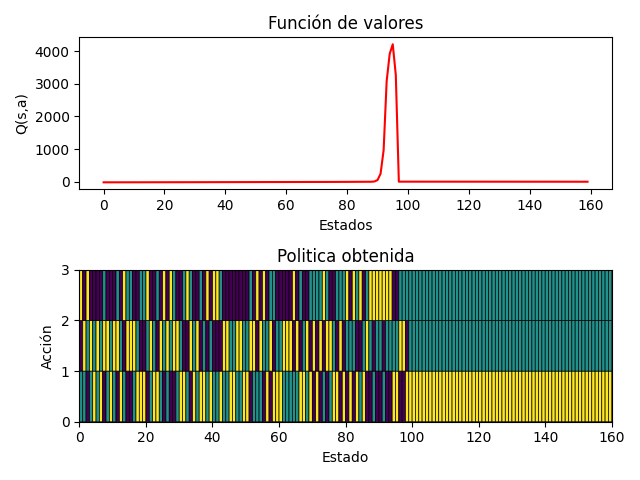 Función de valores
Q(s,a)
4000
3000
2000
1000
0
0 20 40 60 80 100 120 140 160
Estados
Politica obtenida
Acción
3
2
1
0
0 20 40 60 80 100 120 140 160
Estado